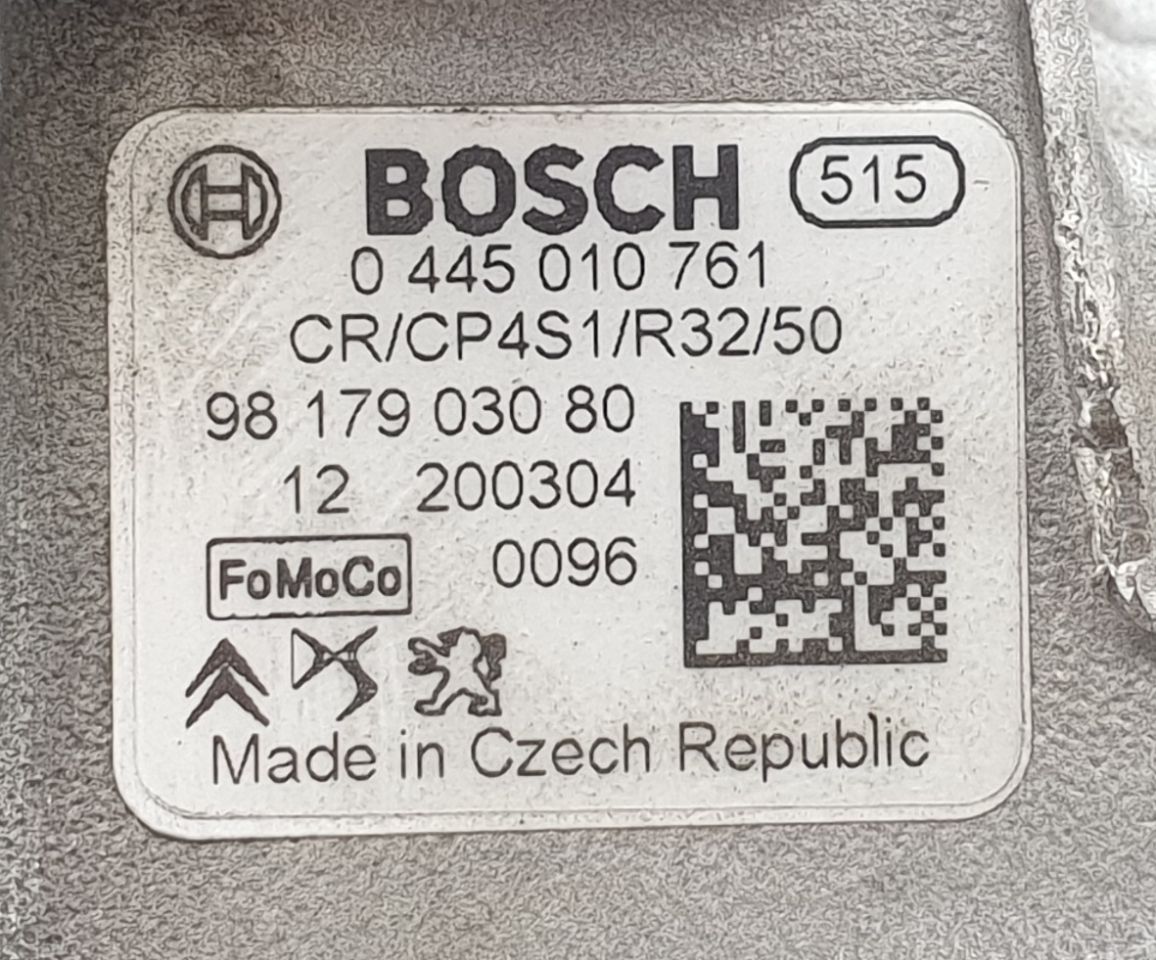 BOSCH 515
0 445 010 761
CR/CP4S1/R32/50
98 179 030 80
12 200304
0096
FoMoCo
Made in Czech Republic